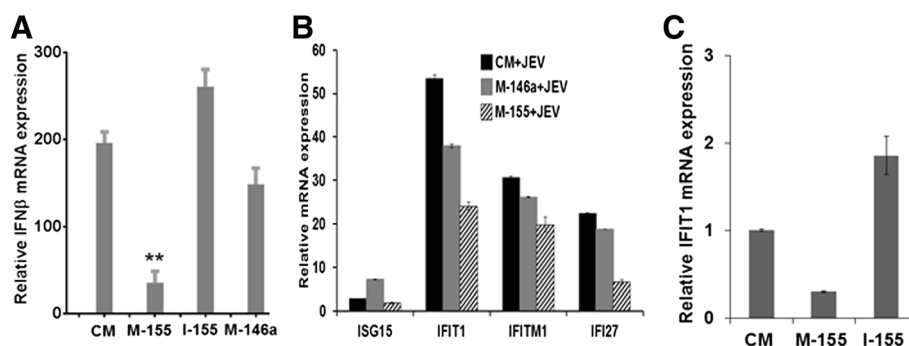 A
Relative IFNβ mRNA expression
300
200
100
0
**
CM M-155 I-155 M-146a
B
Relative mRNA expression
60
50
40
30
20
10
0
CM+JEV
M-146a+JEV
M-155+JEV
ISG15 IFIT1 IFITM1 IFI27
C
Relative IFIT1 mRNA expression
3
2
1
0
CM M-155 I-155